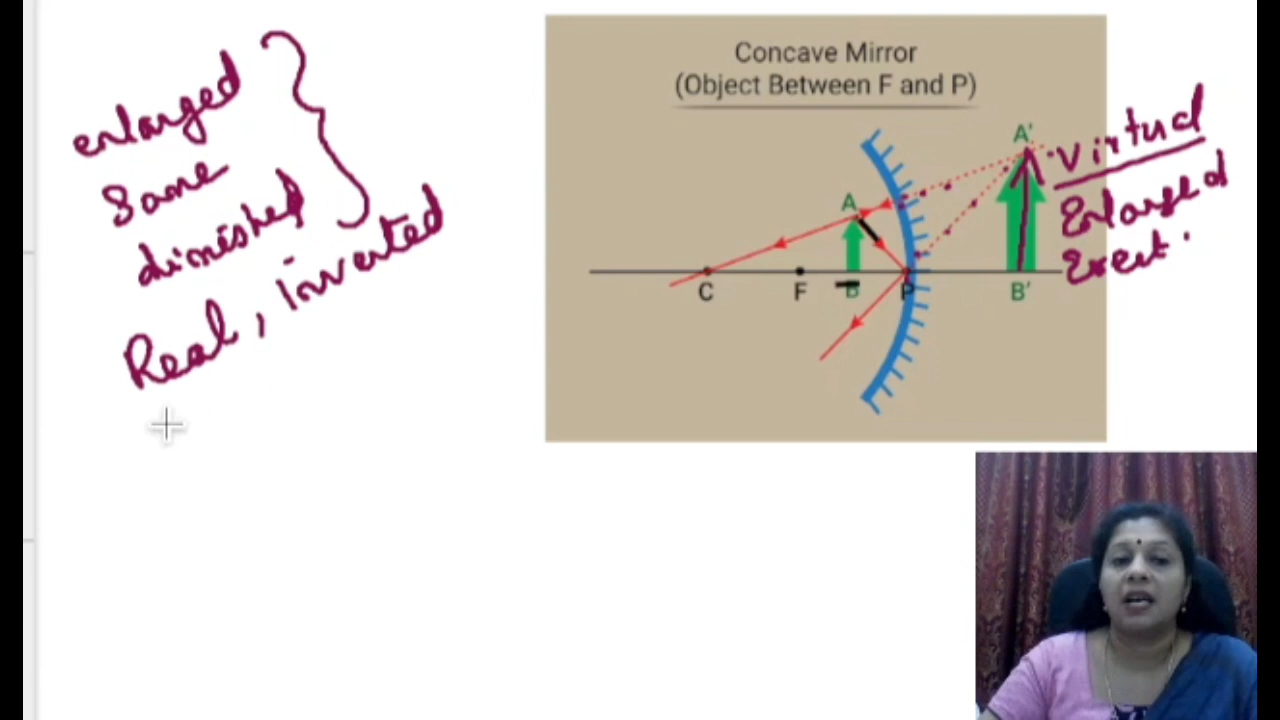 enlarged
Same
diminished
Real, inverted
Concave Mirror
(Object Between F and P)
A
A'
C
F
B
P
B'
Virtual
Enlarged
Erect.